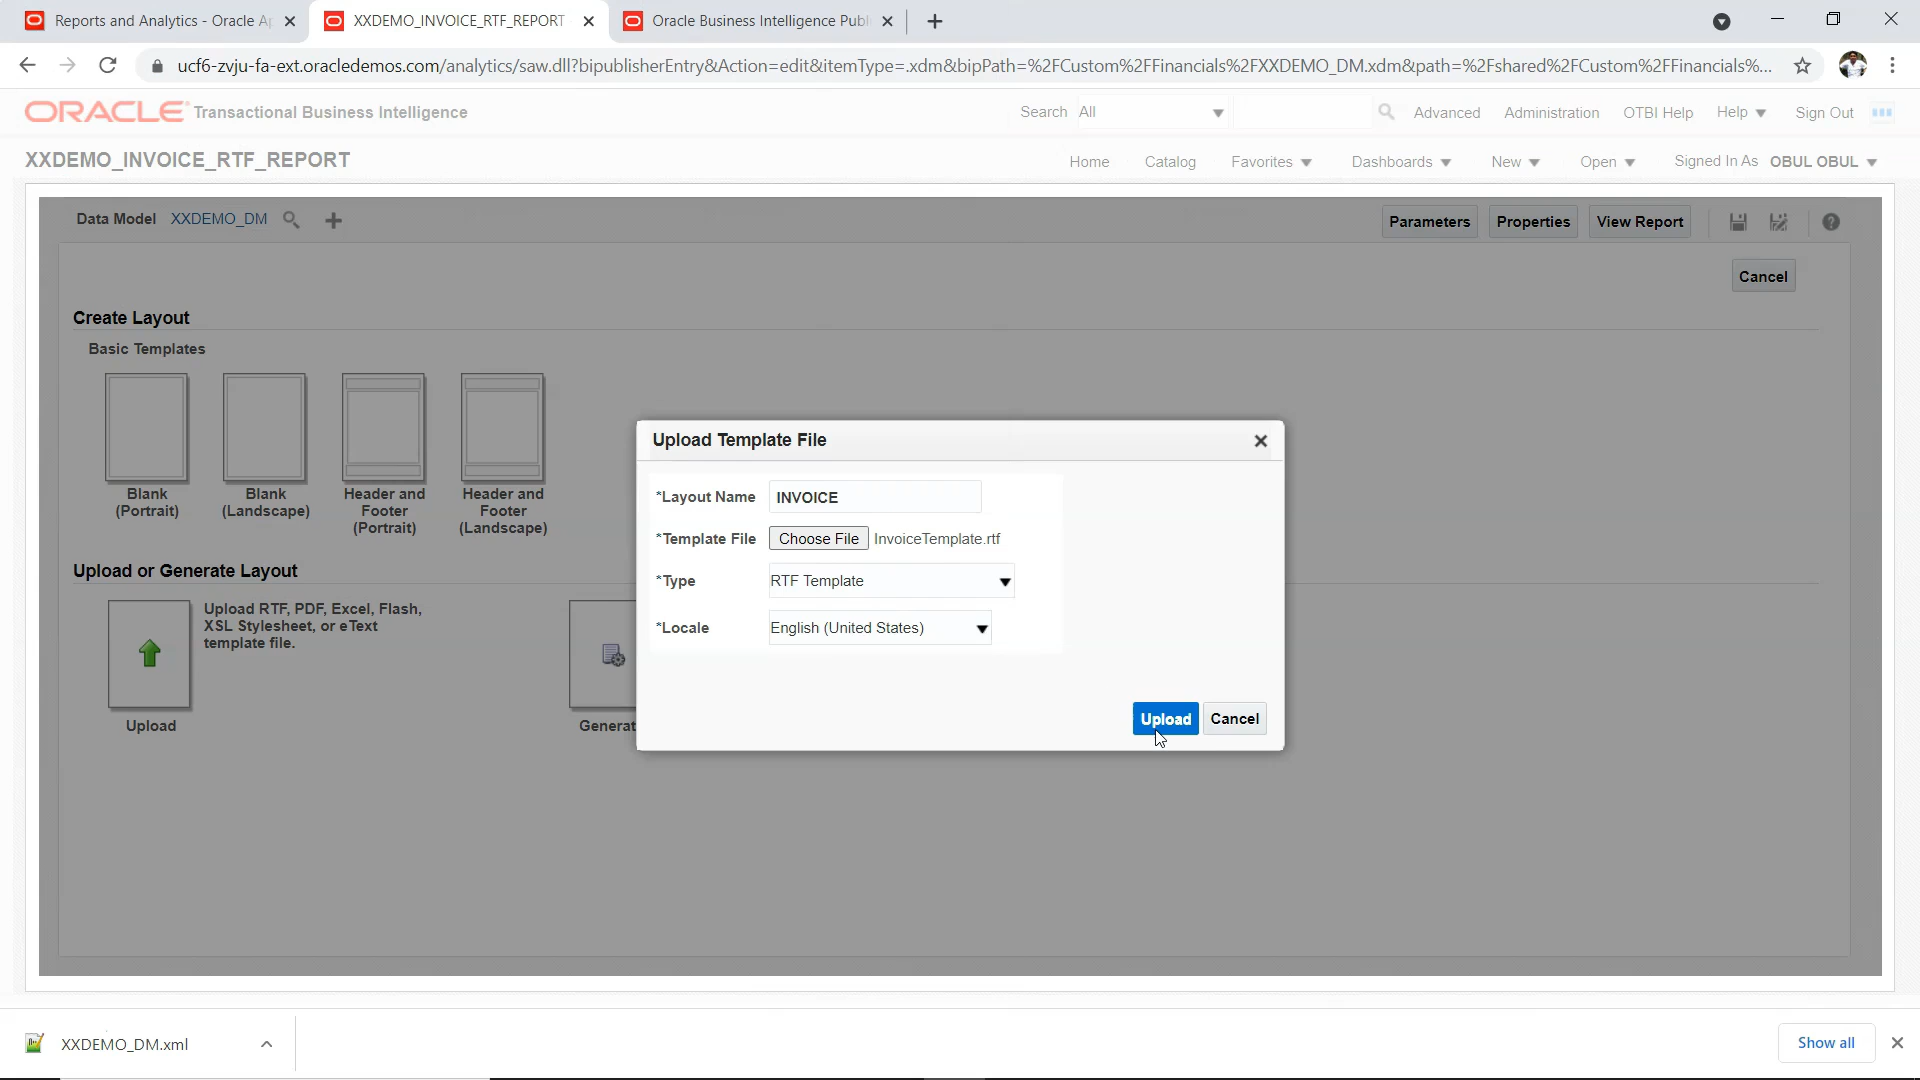 Reports and Analytics - Oracle Ap
XXDEMO_INVOICE_RTF_REPORT
Oracle Business Intelligence Publ
ucf6-zvju-fa-ext.oracledemos.com/analytics/saw.dll?bipublisherEntry&Action=edit&itemType=.xdm&bipPath=%2FCustom%2FFinancials%2FXXDEMO_DM.xdm&path=%2Fshared%2FCustom%2FFinancials%...
ORACLE Transactional Business Intelligence
Search All
Advanced
Administration
OTBI Help
Help
Sign Out
XXDEMO_INVOICE_RTF_REPORT
Home
Catalog
Favorites
Dashboards
New
Open
Signed In As OBUL OBUL
Data Model XXDEMO_DM
Parameters
Properties
View Report
Cancel
Create Layout
Basic Templates
Blank
(Portrait)
Blank
(Landscape)
Header and
Footer
(Portrait)
Header and
Footer
(Landscape)
Upload or Generate Layout
Upload RTF, PDF, Excel, Flash,
XSL Stylesheet, or eText
template file.
Upload
Generat
Upload Template File
*Layout Name INVOICE
*Template File Choose File InvoiceTemplate.rtf
*Type RTF Template
*Locale English (United States)
Upload
Cancel
XXDEMO_DM.xml
Show all